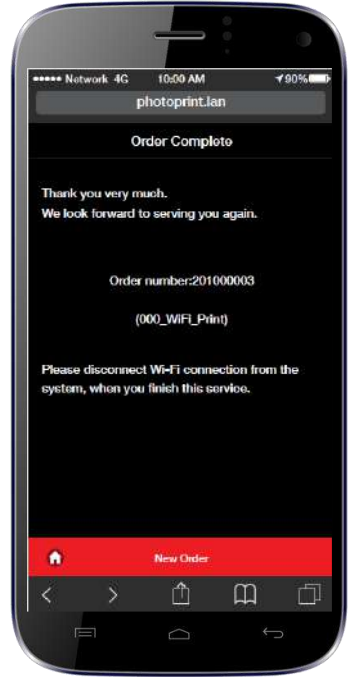 Network 4G 10:00 AM 90%
photoprint.lan
Order Complete
Thank you very much.
We look forward to serving you again.
Order number:201000003
(000_WiFi_Print)
Please disconnect Wi-Fi connection from the
system, when you finish this service.
New Order